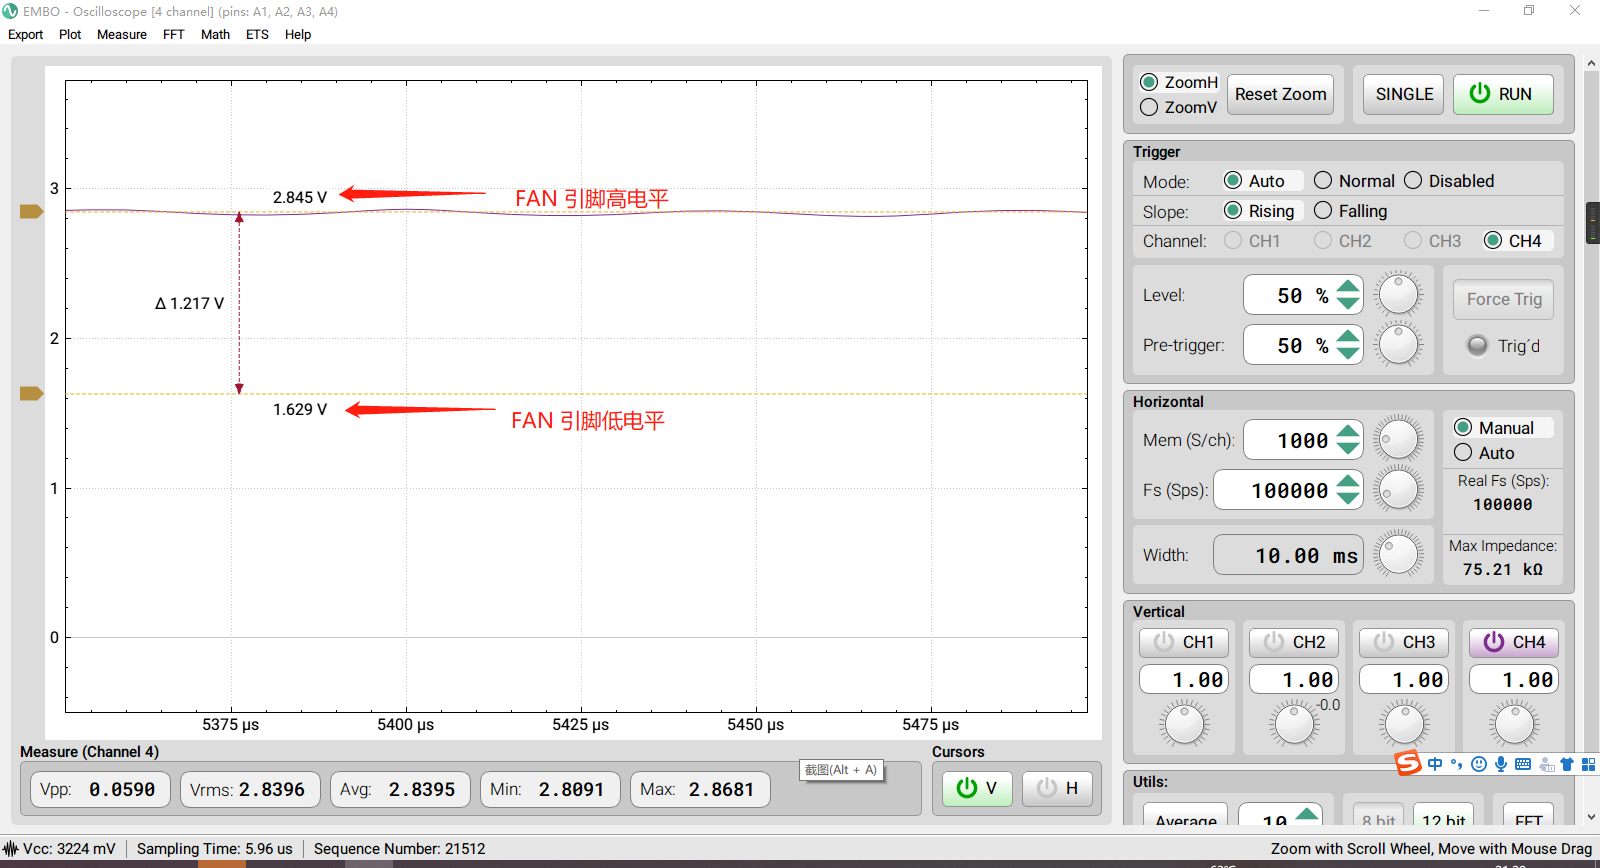 EMBO - Oscilloscope [4 channel] (pins: A1, A2, A3, A4)
Export Plot Measure FFT Math ETS Help
3
2
1
0
2.845 V
FAN 引脚高电平
Δ 1.217 V
1.629 V
FAN 引脚低电平
5375 µs 5400 µs 5425 µs 5450 µs 5475 µs
Measure (Channel 4)
Vpp: 0.0590 Vrms: 2.8396 Avg: 2.8395 Min: 2.8091 Max: 2.8681
截图(Alt + A)
Cursors
V H
ZoomH
ZoomV
Reset Zoom
SINGLE
RUN
Trigger
Mode: Auto Normal Disabled
Slope: Rising Falling
Channel: CH1 CH2 CH3 CH4
Level: 50 %
Force Trig
Pre-trigger: 50 %
Trig´d
Horizontal
Mem (S/ch): 1000
Manual
Auto
Fs (Sps): 100000
Real Fs (Sps):
100000
Width: 10.00 ms
Max Impedance:
75.21 kΩ
Vertical
CH1 CH2 CH3 CH4
1.00 1.00 1.00 1.00
-0.0
S 中
Utils:
Average 10 8 bit 12 bit FFT
Vcc: 3224 mV Sampling Time: 5.96 us Sequence Number: 21512
Zoom with Scroll Wheel, Move with Mouse Drag